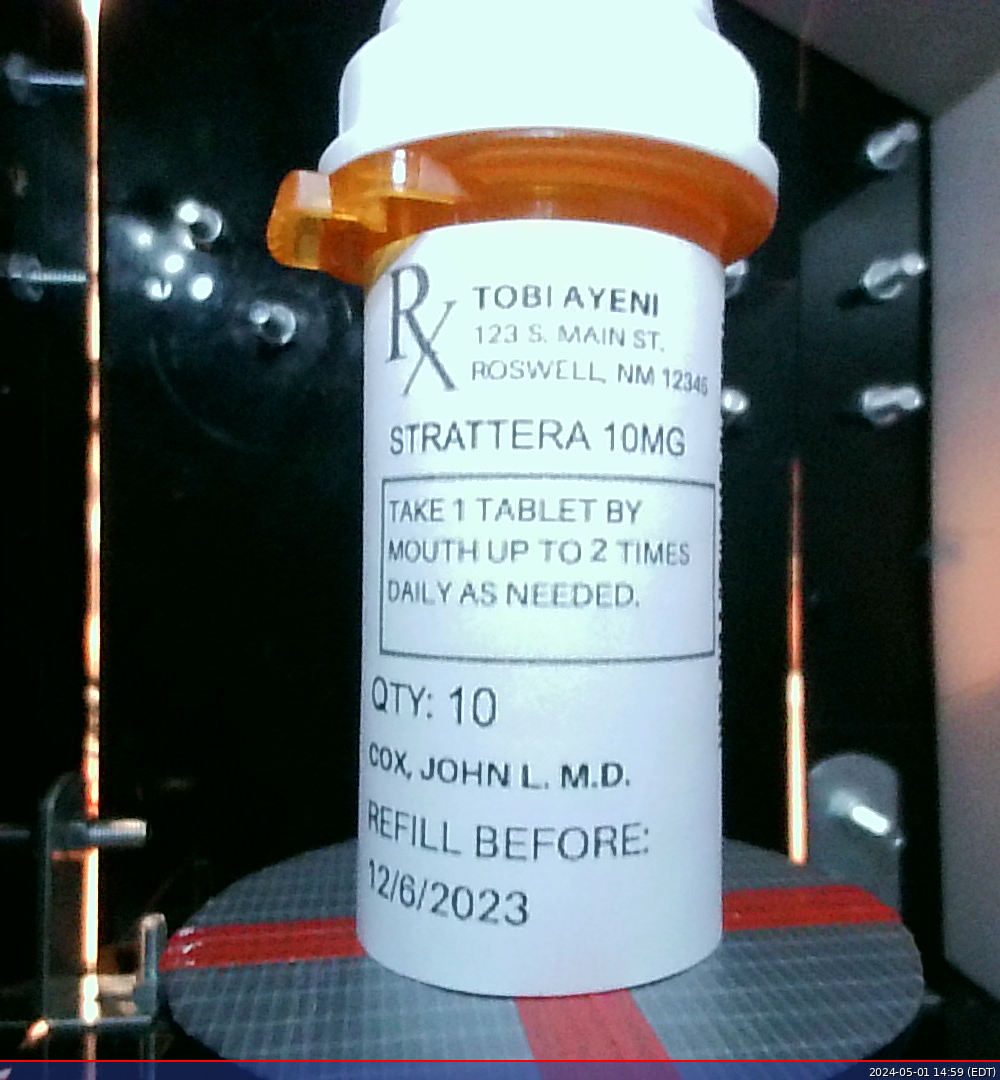 Rx
TOBI AYENI
123 S. MAIN ST.
ROSWELL, NM 12346
STRATTERA 10MG
TAKE 1 TABLET BY
MOUTH UP TO 2 TIMES
DAILY AS NEEDED.
QTY: 10
COX, JOHN L. M.D.
REFILL BEFORE:
12/6/2023
2024-05-01 14:59 (EDT)